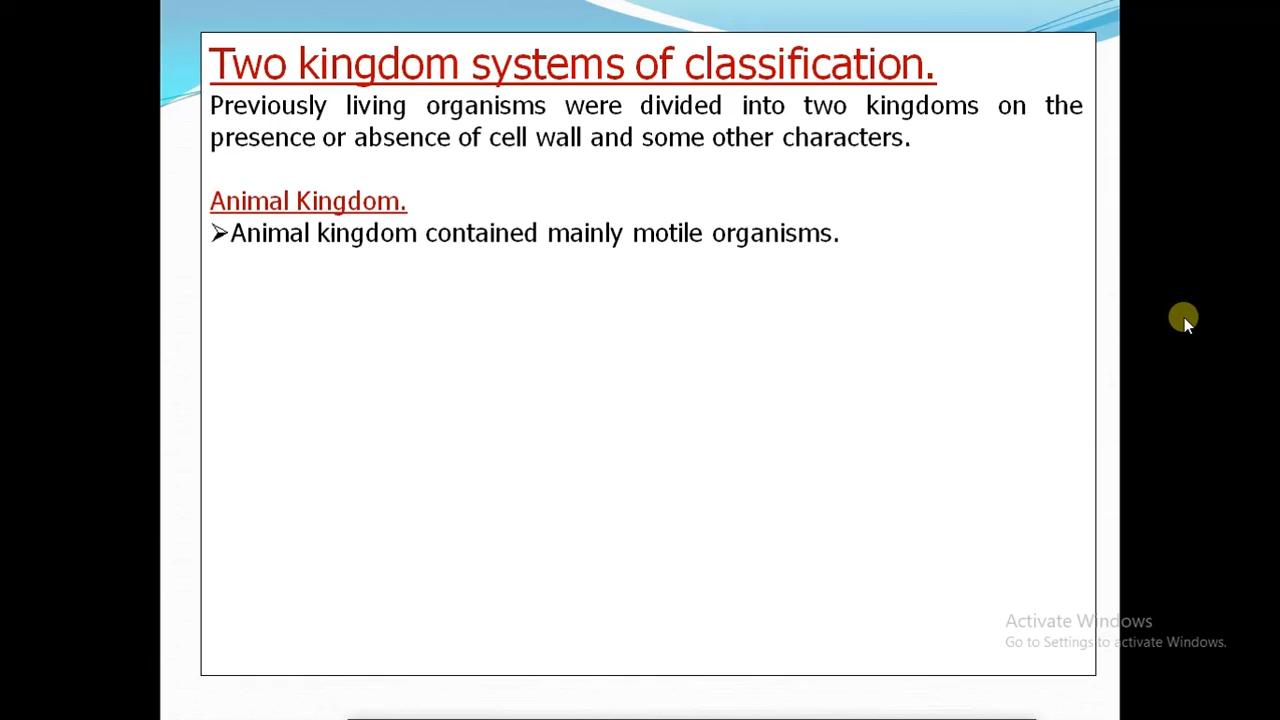 Two kingdom systems of classification.
Previously living organisms were divided into two kingdoms on the
presence or absence of cell wall and some other characters.
Animal Kingdom.
➢Animal kingdom contained mainly motile organisms.
Activate Windows
Go to Settings to activate Windows.